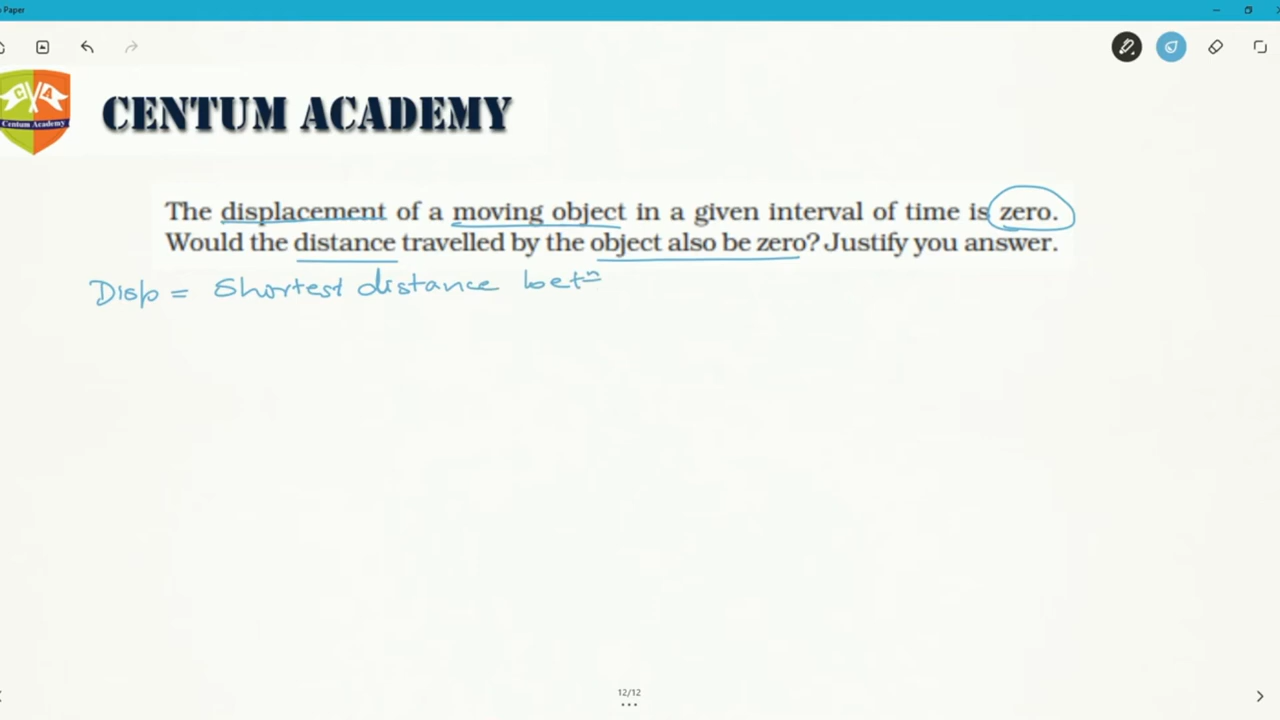 Paper
Centum Academy
CENTUM ACADEMY
The displacement of a moving object in a given interval of time is zero.
Would the distance travelled by the object also be zero? Justify you answer.
Disp = Shortest distance betⁿ
12/12